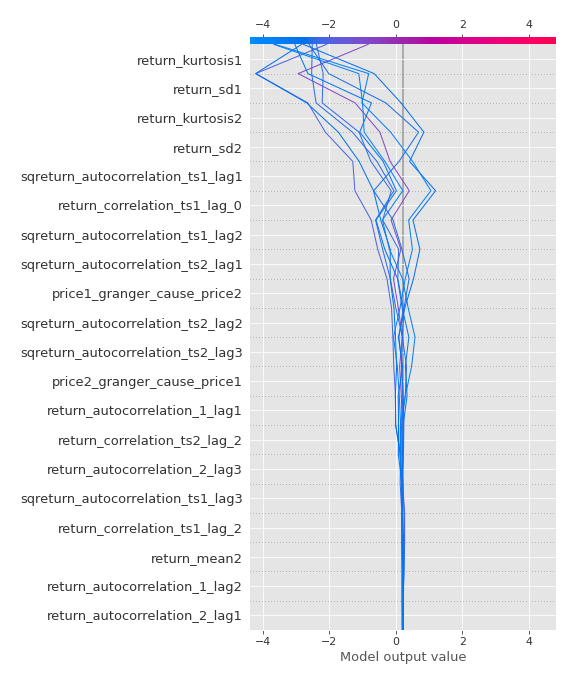 −4 −2 0 2 4
return_kurtosis1
return_sd1
return_kurtosis2
return_sd2
sqreturn_autocorrelation_ts1_lag1
return_correlation_ts1_lag_0
sqreturn_autocorrelation_ts1_lag2
sqreturn_autocorrelation_ts2_lag1
price1_granger_cause_price2
sqreturn_autocorrelation_ts2_lag2
sqreturn_autocorrelation_ts2_lag3
price2_granger_cause_price1
return_autocorrelation_1_lag1
return_correlation_ts2_lag_2
return_autocorrelation_2_lag3
sqreturn_autocorrelation_ts1_lag3
return_correlation_ts1_lag_2
return_mean2
return_autocorrelation_1_lag2
return_autocorrelation_2_lag1
−4 −2 0 2 4
Model output value